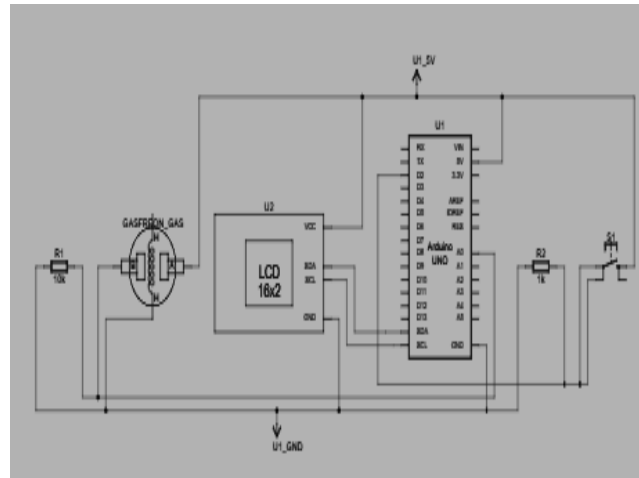 U1_5V
U1
RX
VIN
TX
5V
D2
3.3V
D3
D4
AREF
D5
IOREF
D6
RES
D7
D8
A0
D9
A1
D10
A2
D11
A3
D12
A4
D13
A5
SDA
SCL
GND
Arduino
UNO
U2
VCC
SDA
SCL
GND
LCD
16x2
R1
10k
R2
1k
S1
U1_GND